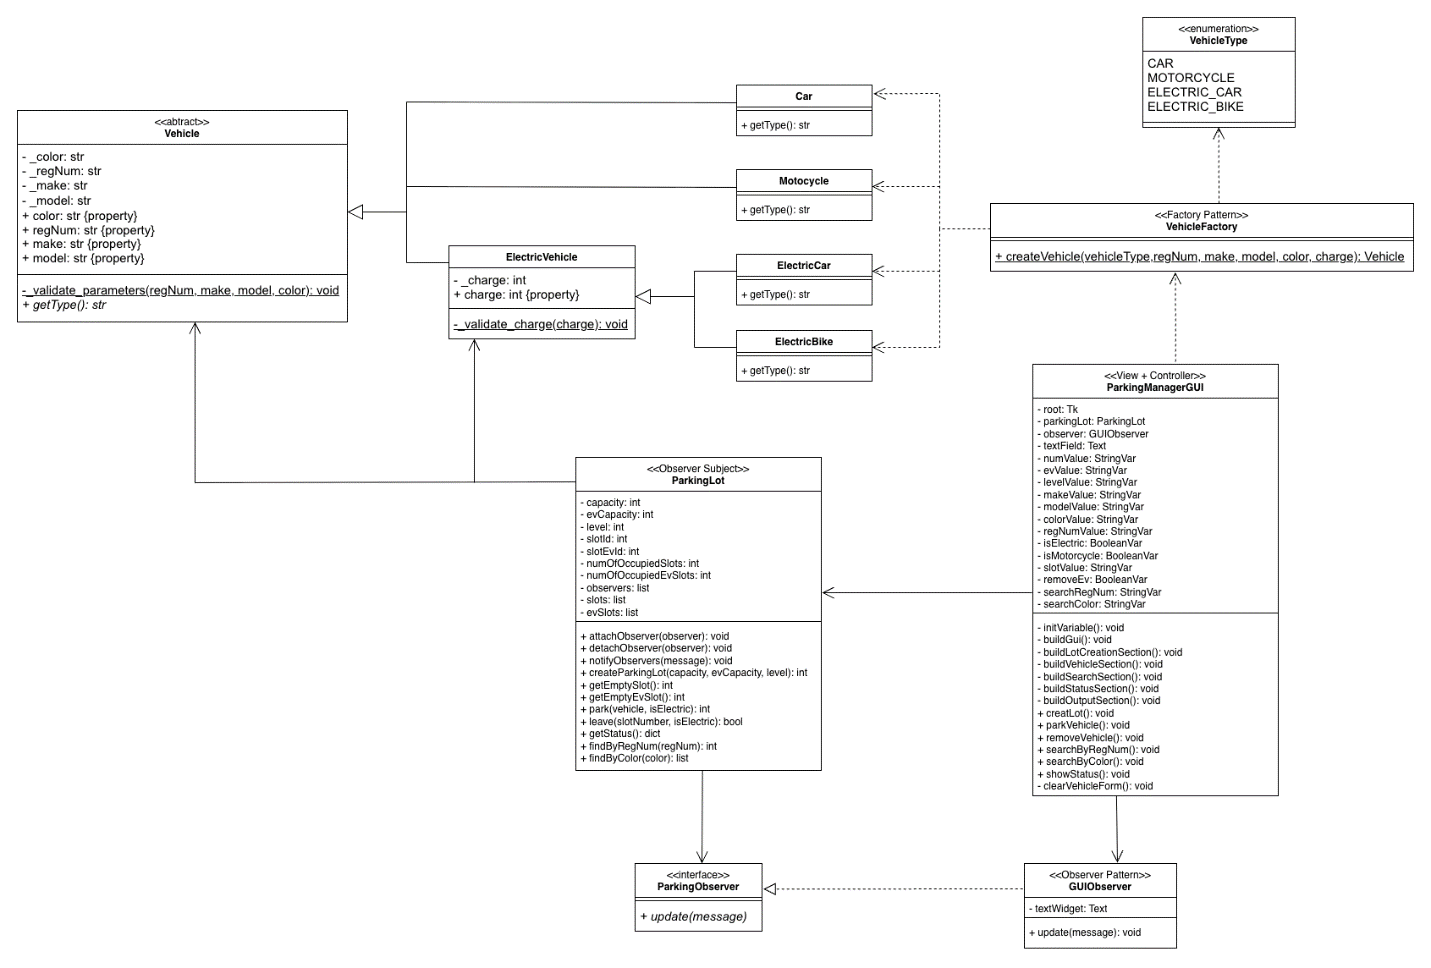 <<enumeration>>
VehicleType
CAR
MOTORCYCLE
ELECTRIC_CAR
ELECTRIC_BIKE
<<abtract>>
Vehicle
- _color: str
- _regNum: str
- _make: str
- _model: str
+ color: str {property}
+ regNum: str {property}
+ make: str {property}
+ model: str {property}
-_validate_parameters(regNum, make, model, color): void
+ getType(): str
Car
+ getType(): str
Motocycle
+ getType(): str
ElectricVehicle
- _charge: int
+ charge: int {property}
-_validate_charge(charge): void
ElectricCar
+ getType(): str
ElectricBike
+ getType(): str
<<Factory Pattern>>
VehicleFactory
+ createVehicle(vehicleType,regNum, make, model, color, charge): Vehicle
<<View + Controller>>
ParkingManagerGUI
- root: Tk
- parkingLot: ParkingLot
- observer: GUIObserver
- textField: Text
- numValue: StringVar
- evValue: StringVar
- levelValue: StringVar
- makeValue: StringVar
- modelValue: StringVar
- colorValue: StringVar
- regNumValue: StringVar
- isElectric: BooleanVar
- isMotorcycle: BooleanVar
- slotValue: StringVar
- removeEv: BooleanVar
- searchRegNum: StringVar
- searchColor: StringVar
- initVariable(): void
- buildGui(): void
- buildLotCreationSection(): void
- buildVehicleSection(): void
- buildSearchSection(): void
- buildStatusSection(): void
- buildOutputSection(): void
+ creatLot(): void
+ parkVehicle(): void
+ removeVehicle(): void
+ searchByRegNum(): void
+ searchByColor(): void
+ showStatus(): void
- clearVehicleForm(): void
<<Observer Subject>>
ParkingLot
- capacity: int
- evCapacity: int
- level: int
- slotId: int
- slotEvId: int
- numOfOccupiedSlots: int
- numOfOccupiedEvSlots: int
- observers: list
- slots: list
- evSlots: list
+ attachObserver(observer): void
+ detachObserver(observer): void
+ notifyObservers(message): void
+ createParkingLot(capacity, evCapacity, level): int
+ getEmptySlot(): int
+ getEmptyEvSlot(): int
+ park(vehicle, isElectric): int
+ leave(slotNumber, isElectric): bool
+ getStatus(): dict
+ findByRegNum(regNum): int
+ findByColor(color): list
<<interface>>
ParkingObserver
+ update(message)
<<Observer Pattern>>
GUIObserver
- textWidget: Text
+ update(message): void